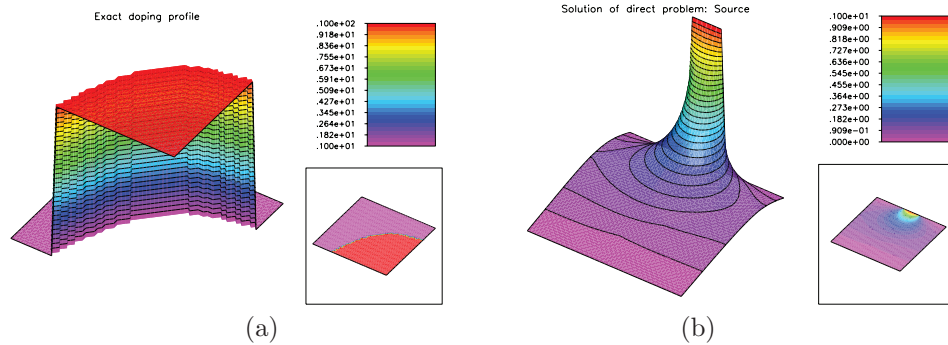 Exact doping profile
.100e+02
.918e+01
.836e+01
.755e+01
.673e+01
.591e+01
.509e+01
.427e+01
.345e+01
.264e+01
.182e+01
.100e+01
(a)
Solution of direct problem: Source
.100e+01
.909e+00
.818e+00
.727e+00
.636e+00
.545e+00
.455e+00
.364e+00
.273e+00
.182e+00
.909e-01
.000e+00
(b)